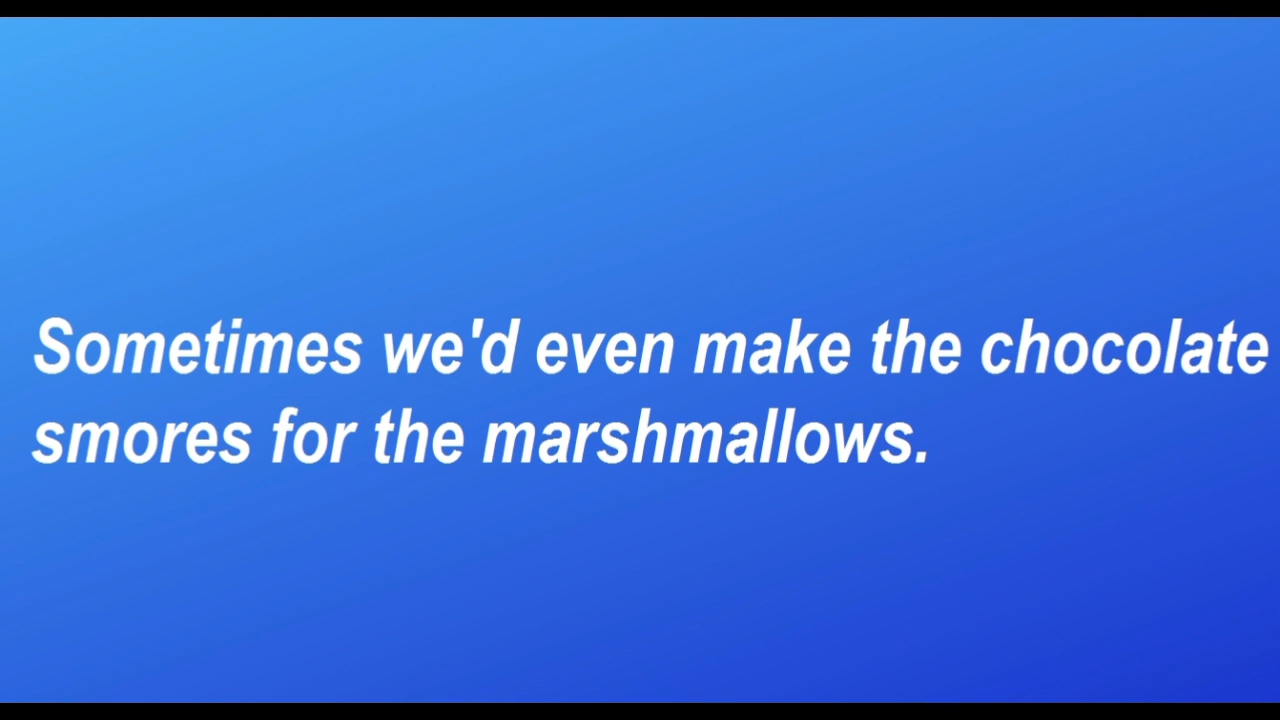 Sometimes we'd even make the chocolate
smores for the marshmallows.